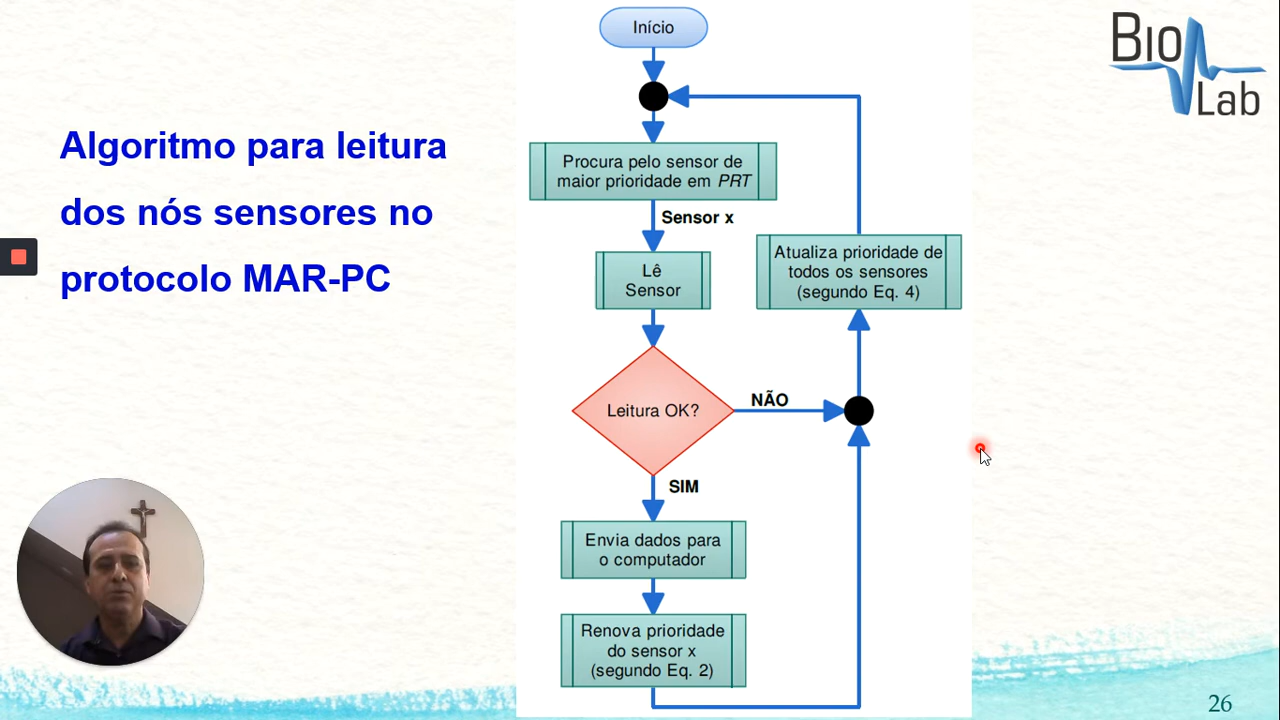 Algoritmo para leitura
dos nós sensores no
protocolo MAR-PC
Início
Procura pelo sensor de
maior prioridade em PRT
Sensor x
Lê
Sensor
Leitura OK?
NÃO
SIM
Envia dados para
o computador
Renova prioridade
do sensor x
(segundo Eq. 2)
Atualiza prioridade de
todos os sensores
(segundo Eq. 4)
Bio
Lab
26